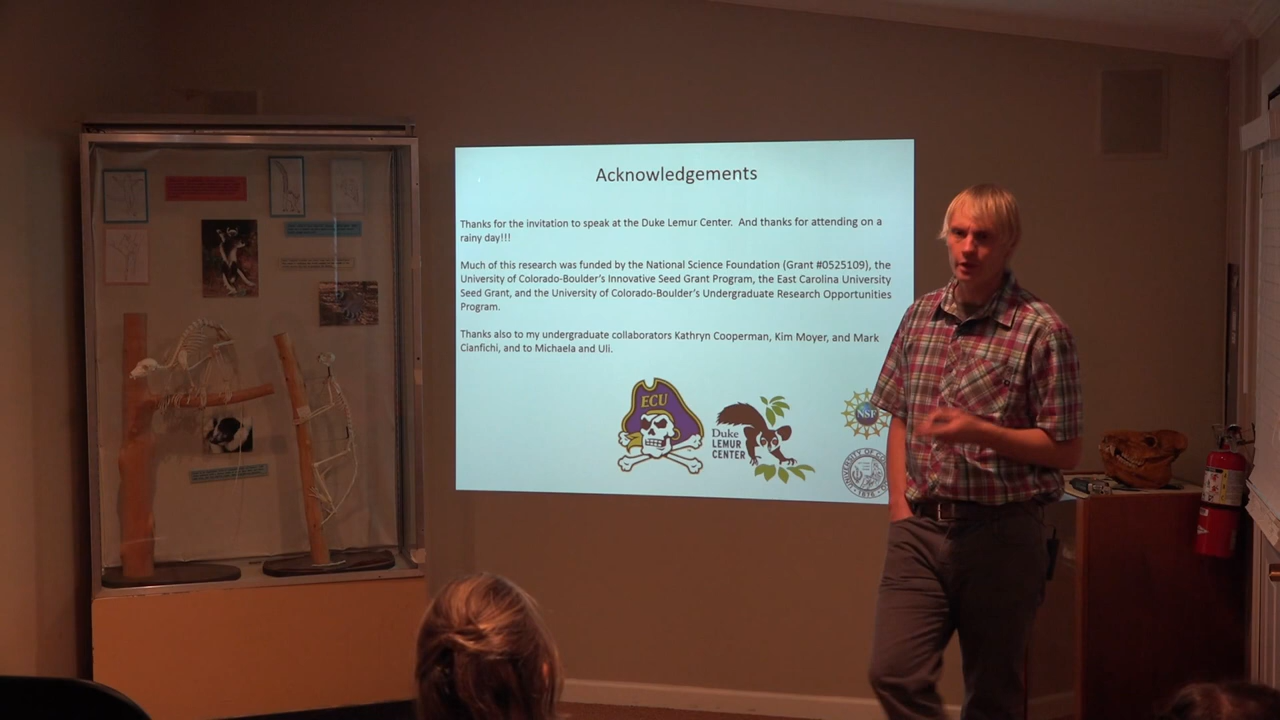 Acknowledgements
Thanks for the invitation to speak at the Duke Lemur Center. And thanks for attending on a
rainy day!!!
Much of this research was funded by the National Science Foundation (Grant #0525109), the
University of Colorado-Boulder's Innovative Seed Grant Program, the East Carolina University
Seed Grant, and the University of Colorado-Boulder's Undergraduate Research Opportunities
Program.
Thanks also to my undergraduate collaborators Kathryn Cooperman, Kim Moyer, and Mark
Cianfichi, and to Michaela and Uli.
ECU
Duke
LEMUR
CENTER
NSF
UNIVERSITY OF
1876